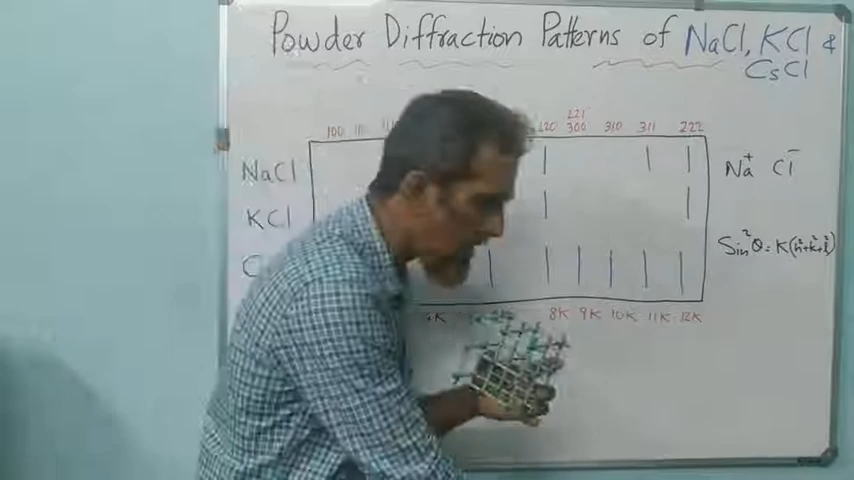 Powder Diffraction Patterns of NaCl, KCl &
CsCl
221
100 120 300 310 311 222
NaCl Na⁺ Cl⁻
KCl
Sin²θ = K(h²+k²+l²)
8K 9K 10K 11K 12K